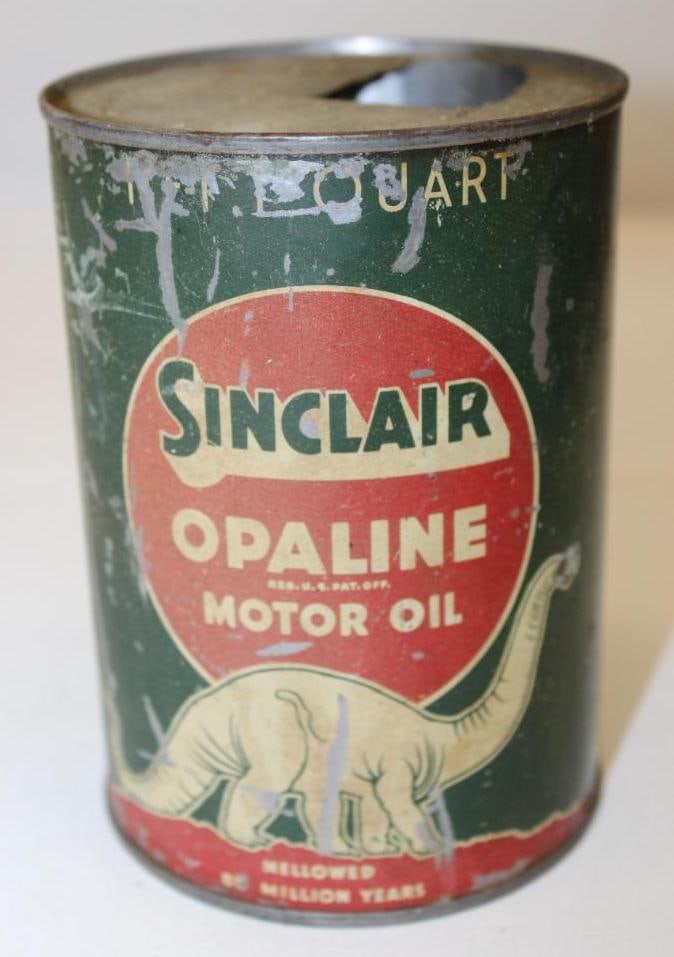 QUART
SINCLAIR
OPALINE
REG. U. S. PAT. OFF.
MOTOR OIL
MELLOWED
MILLION YEARS